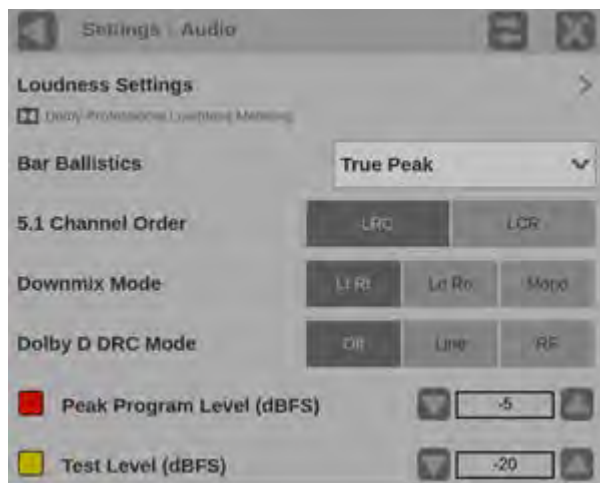 Settings : Audio
Loudness Settings
Dolby Professional Loudness Metering
Bar Ballistics True Peak
5.1 Channel Order LRC LCR
Downmix Mode Lt Rt Lo Ro Mono
Dolby D DRC Mode Off Line RF
Peak Program Level (dBFS) -5
Test Level (dBFS) -20